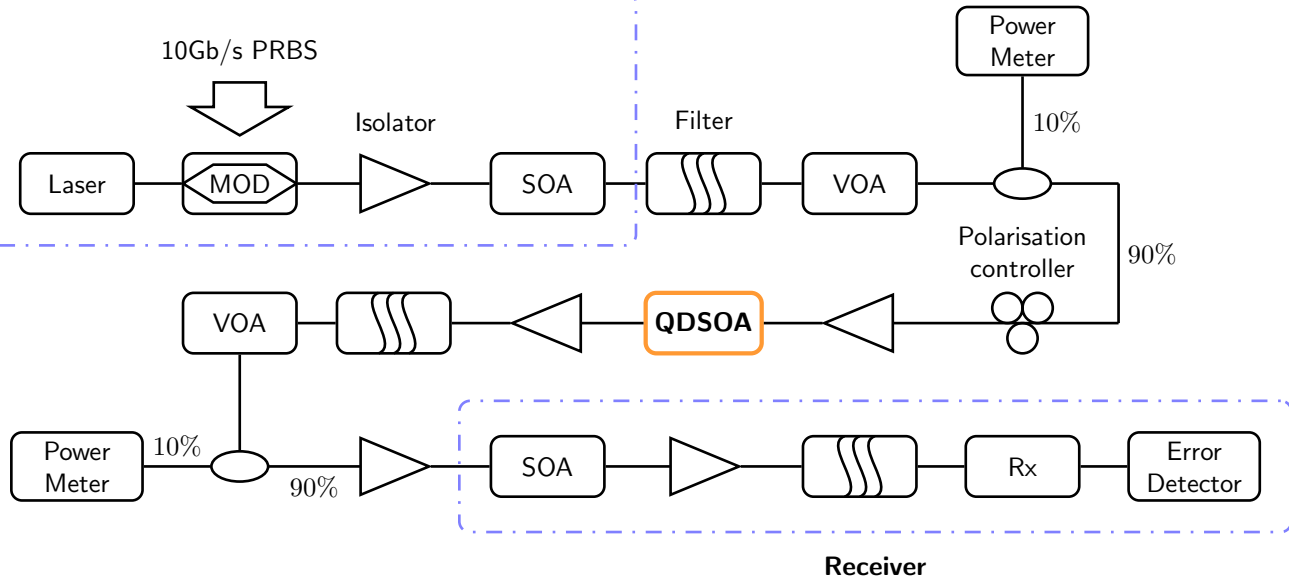 10Gb/s PRBS
Isolator
Filter
Power
Meter
10%
Laser
MOD
SOA
VOA
Polarisation
controller
90%
VOA
QDSOA
Power
Meter
10%
90%
SOA
Rx
Error
Detector
Receiver